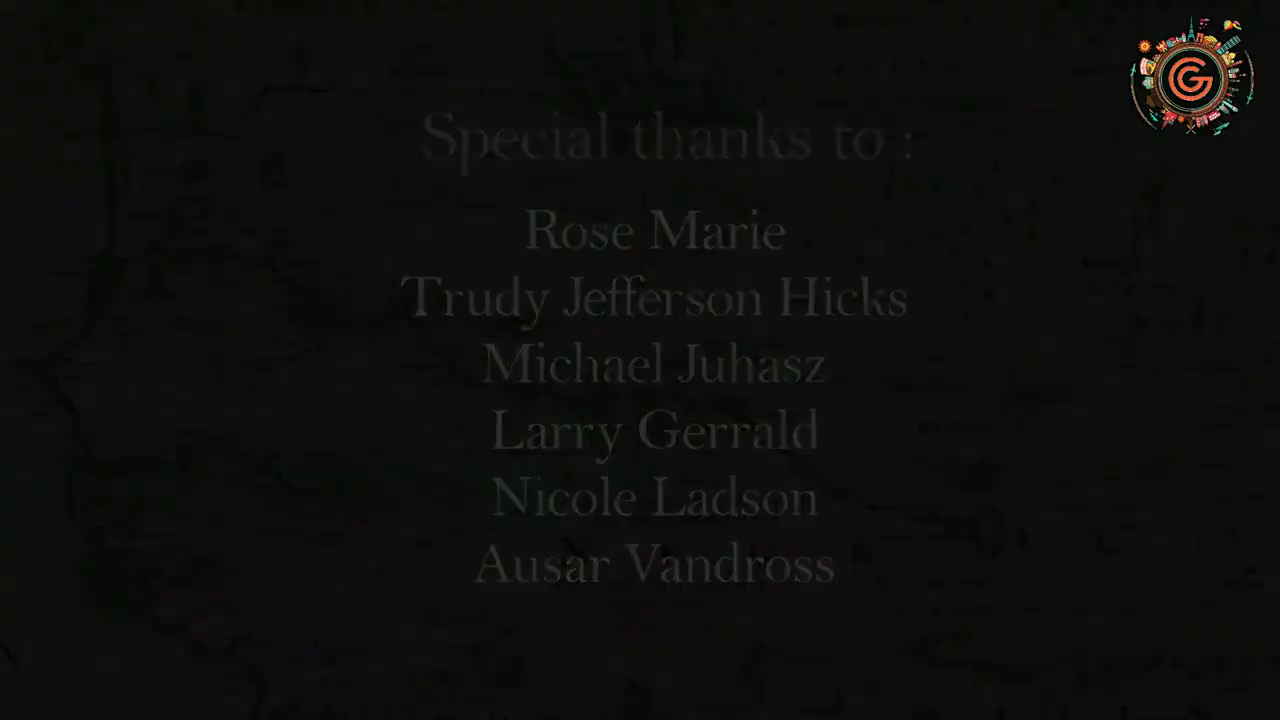 Special thanks to :
Rose Marie
Trudy Jefferson Hicks
Michael Juhasz
Larry Gerrald
Nicole Ladson
Ausar Vandross